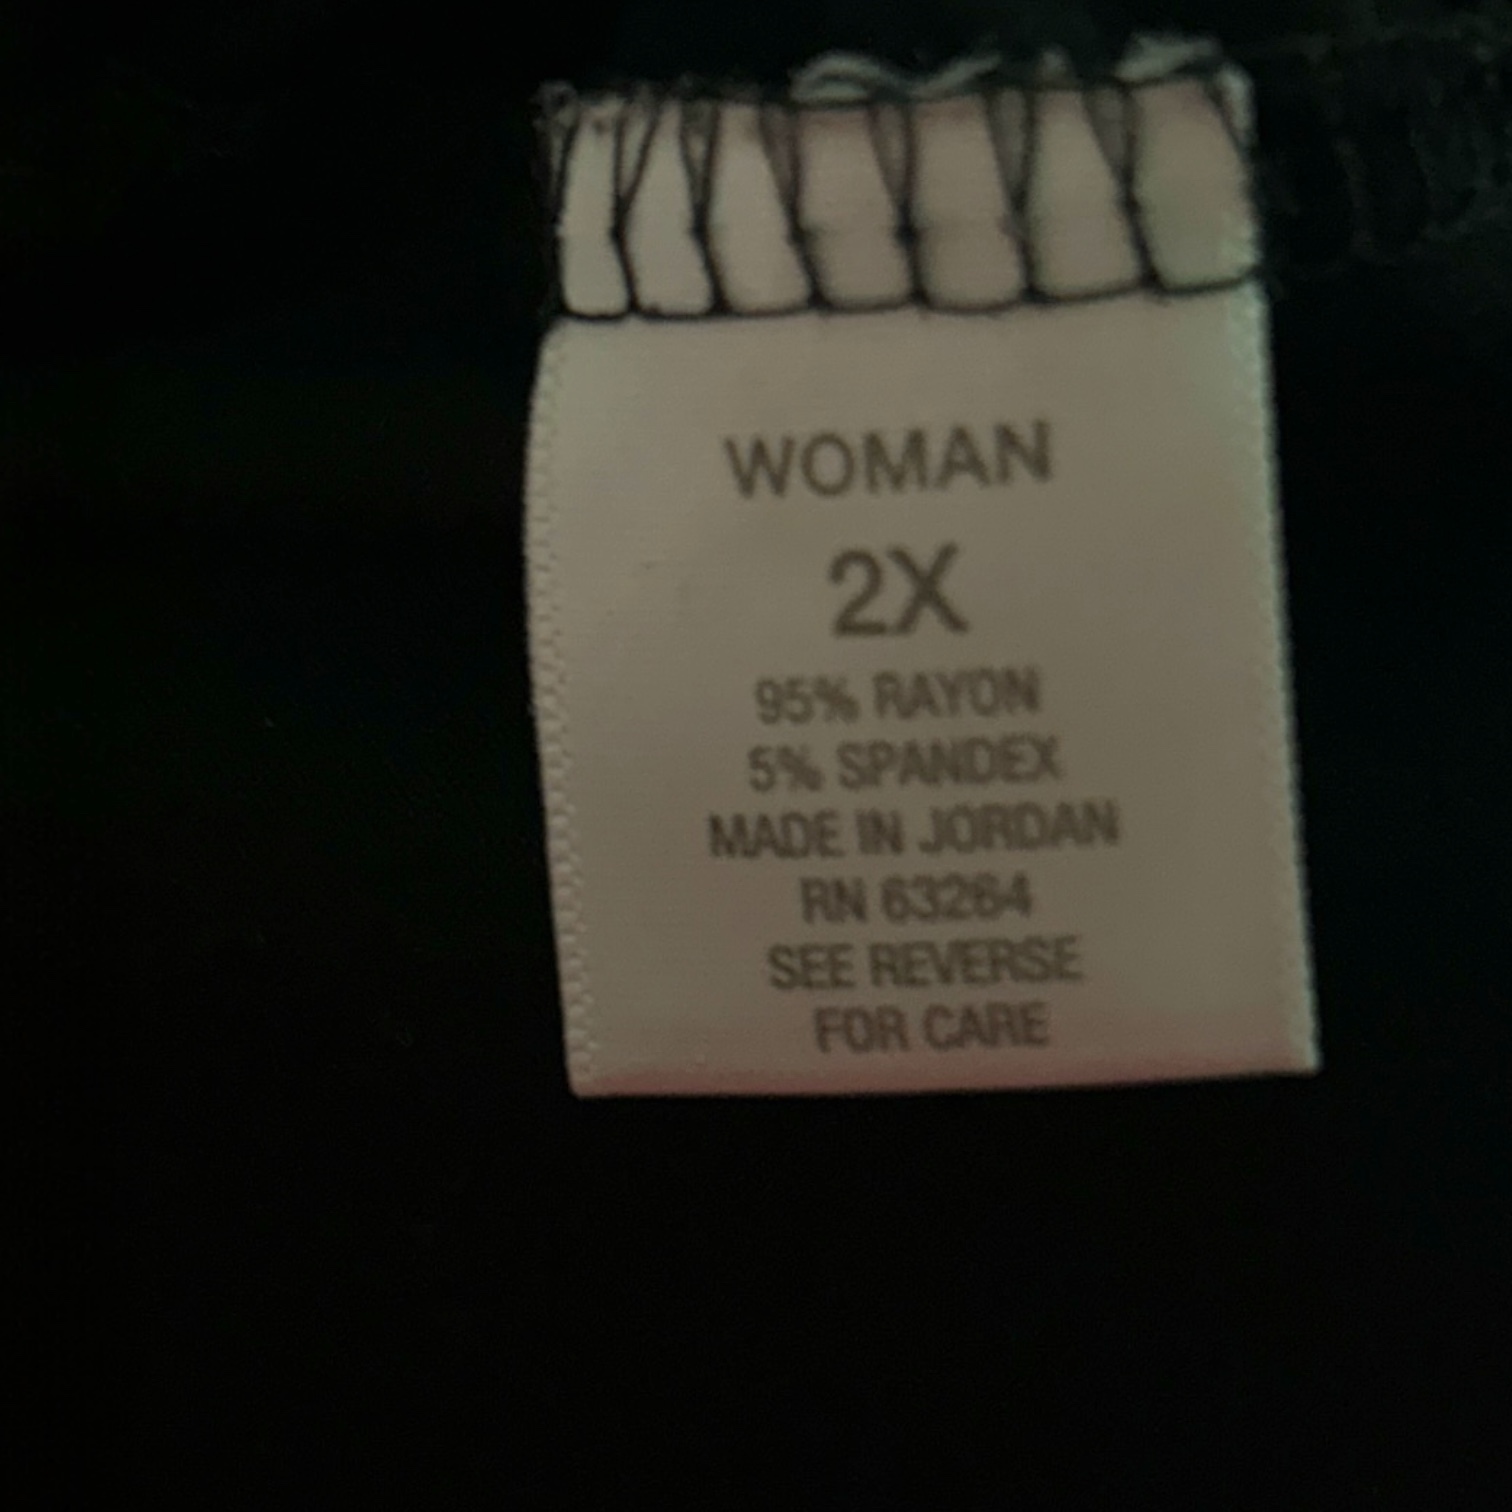 WOMAN
2X
95% RAYON
5% SPANDEX
MADE IN JORDAN
RN 63264
SEE REVERSE
FOR CARE